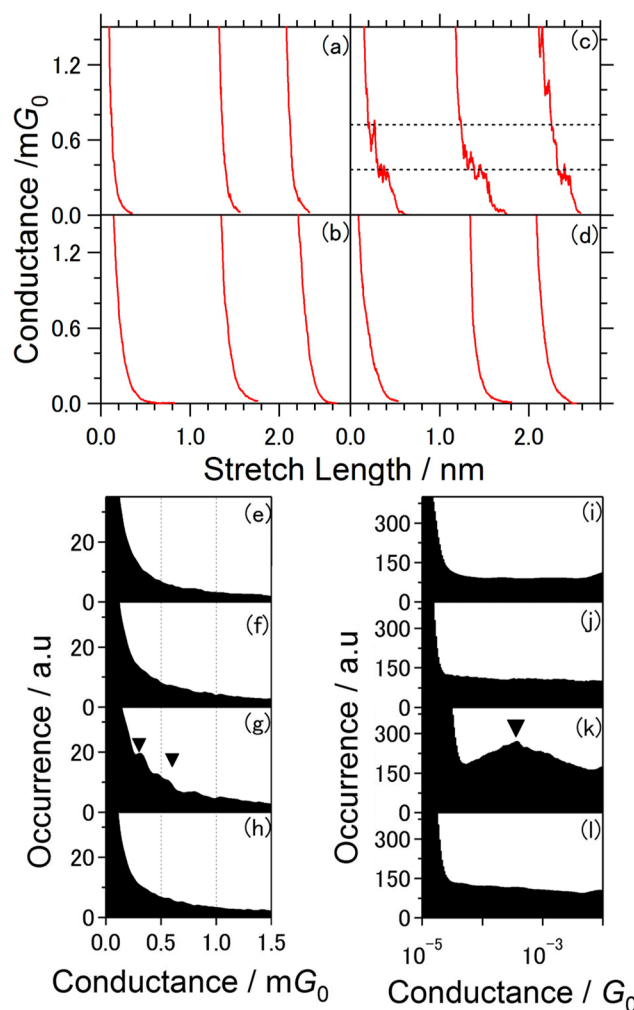 (a)
(c)
1.2
0.6
0.0
(b)
(d)
1.2
0.6
0.0
Conductance /mG₀
0.0
1.0
2.0
0.0
1.0
2.0
Stretch Length / nm
(e)
20
0
(f)
20
0
(g)
20
0
(h)
20
0
Occurrence / a.u
0.0
0.5
1.0
1.5
Conductance / mG₀
(i)
300
150
0
(j)
300
150
0
(k)
300
150
0
(l)
300
150
0
Occurrence / a.u
10⁻⁵
10⁻³
Conductance / G₀